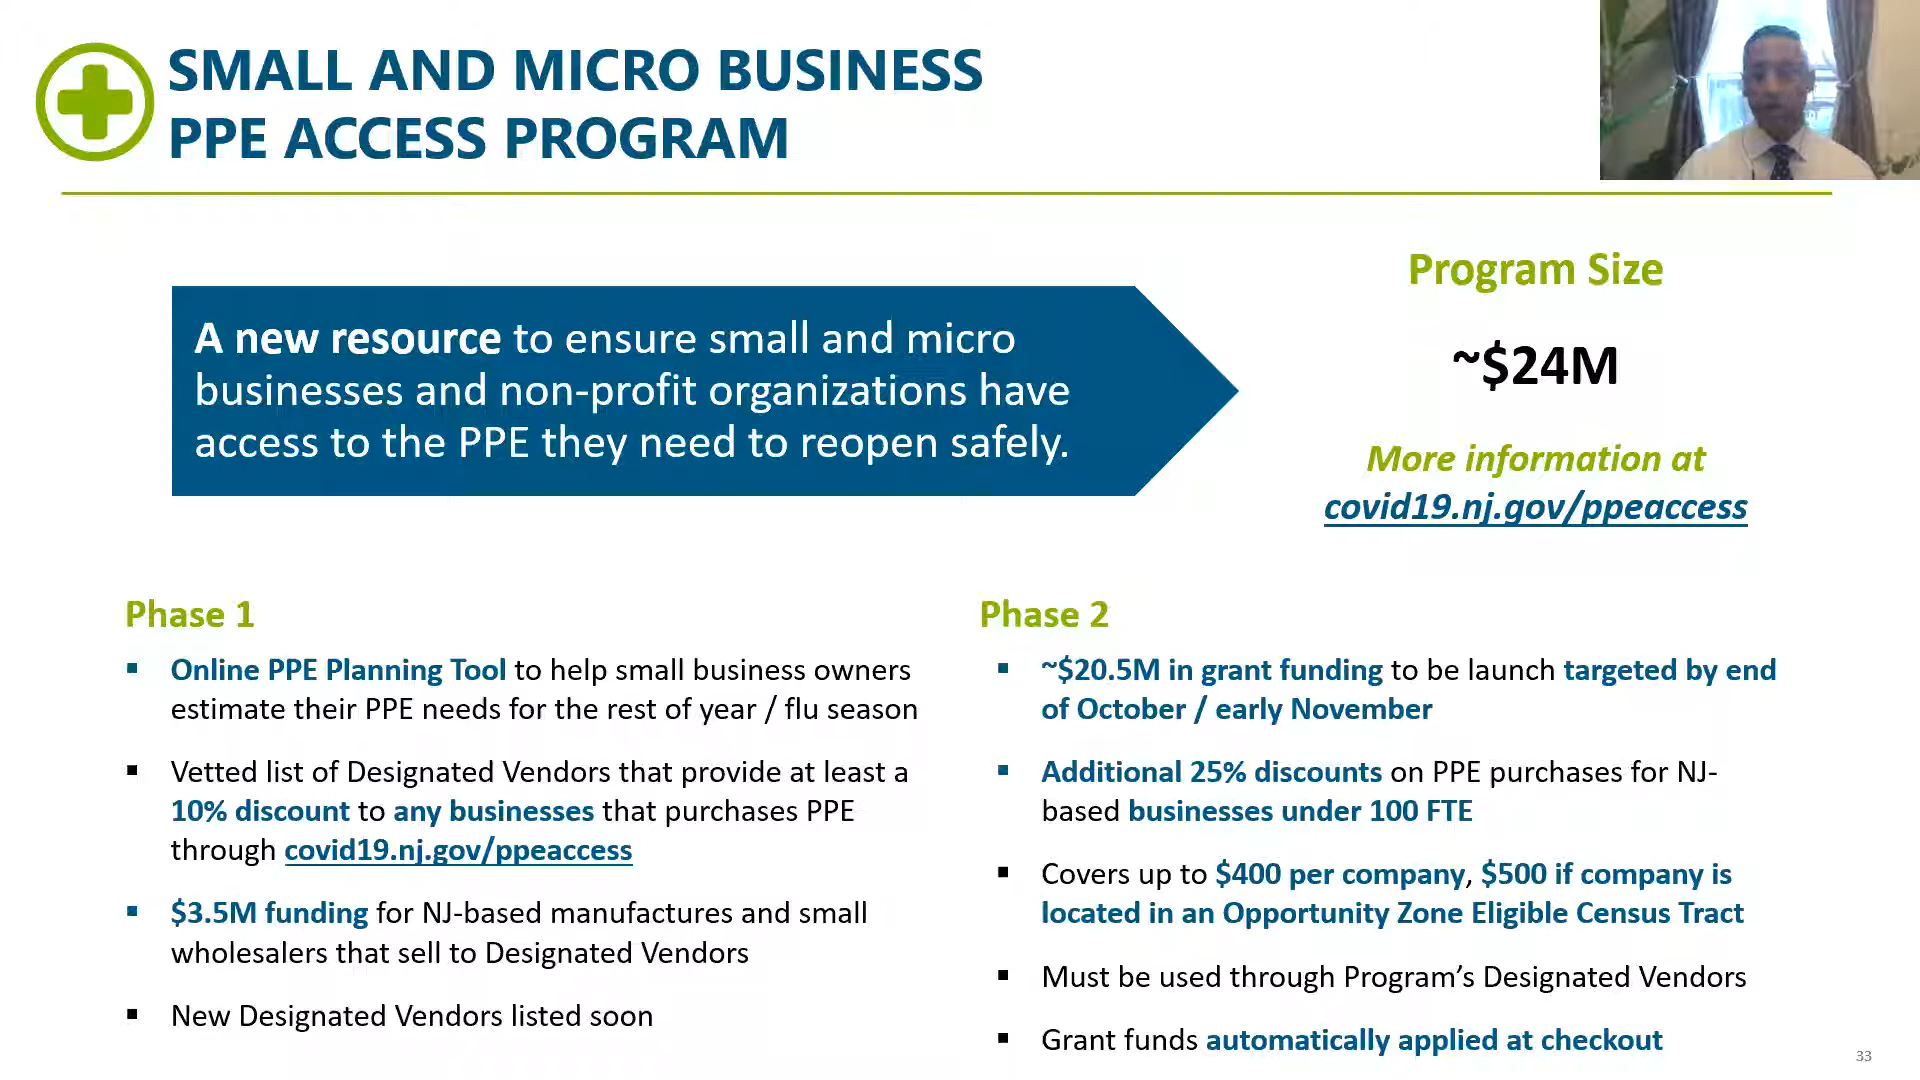 SMALL AND MICRO BUSINESS
PPE ACCESS PROGRAM
A new resource to ensure small and micro
businesses and non-profit organizations have
access to the PPE they need to reopen safely.
Program Size
~$24M
More information at
covid19.nj.gov/ppeaccess
Phase 1
▪ Online PPE Planning Tool to help small business owners
estimate their PPE needs for the rest of year / flu season
▪ Vetted list of Designated Vendors that provide at least a
10% discount to any businesses that purchases PPE
through covid19.nj.gov/ppeaccess
▪ $3.5M funding for NJ-based manufactures and small
wholesalers that sell to Designated Vendors
▪ New Designated Vendors listed soon
Phase 2
▪ ~$20.5M in grant funding to be launch targeted by end
of October / early November
▪ Additional 25% discounts on PPE purchases for NJ-
based businesses under 100 FTE
▪ Covers up to $400 per company, $500 if company is
located in an Opportunity Zone Eligible Census Tract
▪ Must be used through Program’s Designated Vendors
▪ Grant funds automatically applied at checkout
33